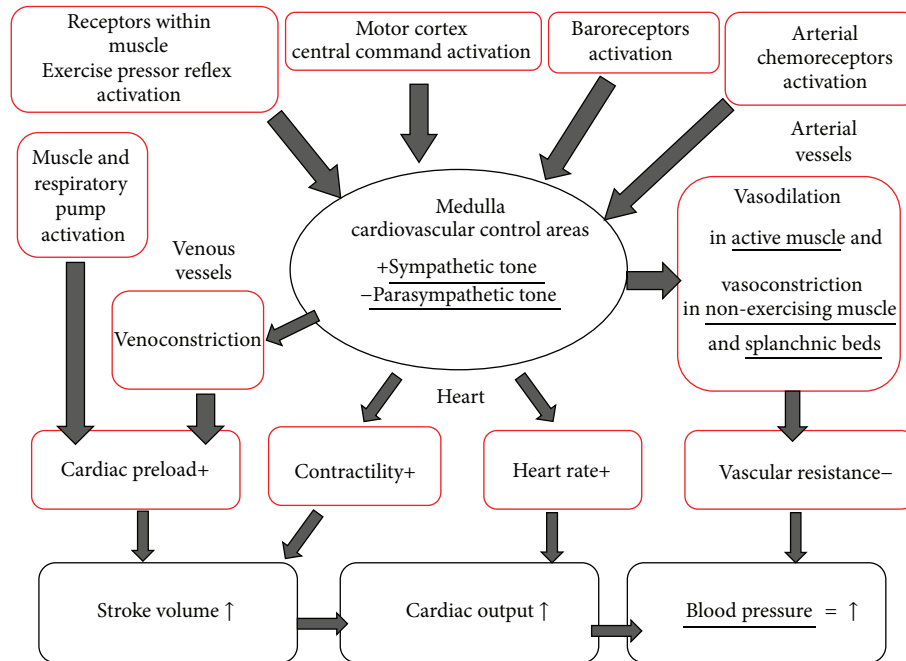 Receptors within
muscle
Exercise pressor reflex
activation
Motor cortex
central command activation
Baroreceptors
activation
Arterial
chemoreceptors
activation
Muscle and
respiratory
pump
activation
Venous
vessels
Venoconstriction
Medulla
cardiovascular control areas
+Sympathetic tone
−Parasympathetic tone
Arterial
vessels
Vasodilation
in active muscle and
vasoconstriction
in non-exercising muscle
and splanchnic beds
Heart
Cardiac preload+
Contractility+
Heart rate+
Vascular resistance−
Stroke volume ↑
Cardiac output ↑
Blood pressure = ↑